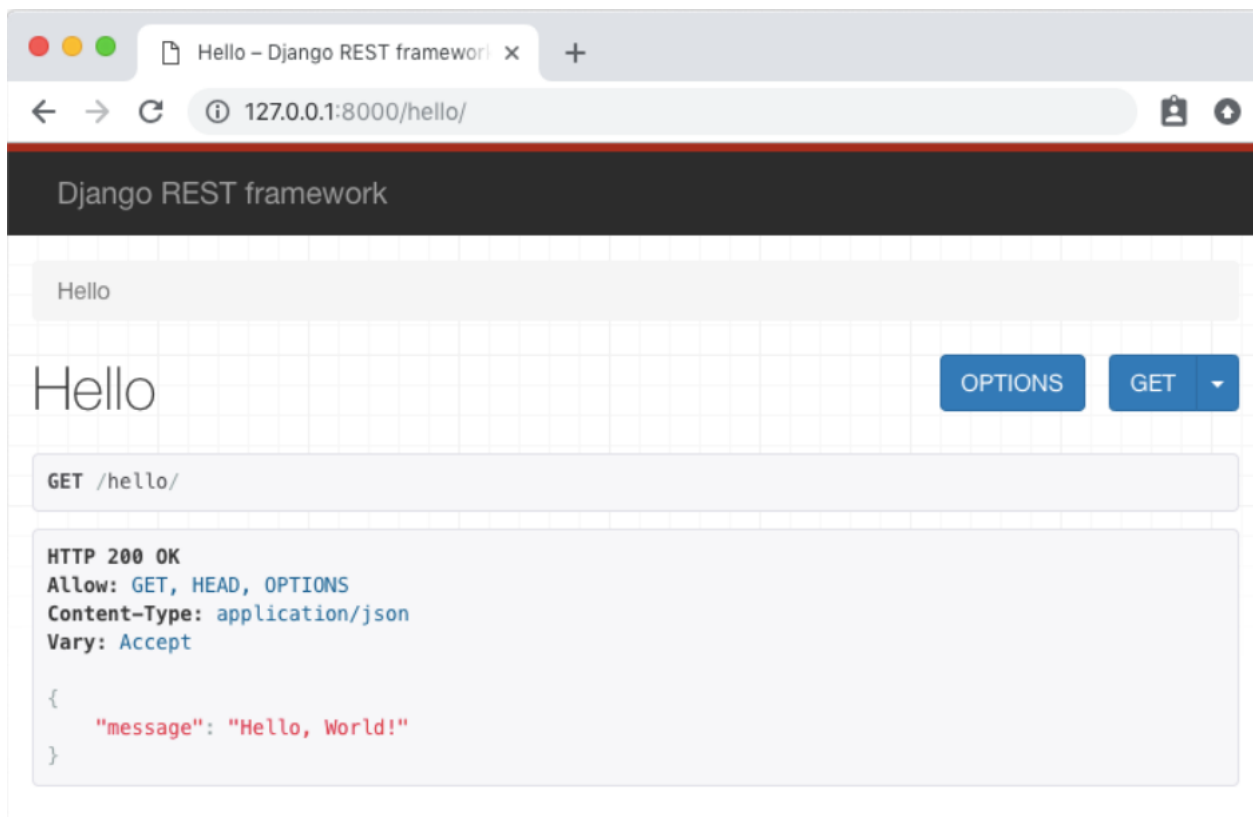 Hello – Django REST framework
127.0.0.1:8000/hello/
Django REST framework
Hello
Hello
OPTIONS
GET
GET /hello/
HTTP 200 OK
Allow: GET, HEAD, OPTIONS
Content-Type: application/json
Vary: Accept
{
"message": "Hello, World!"
}